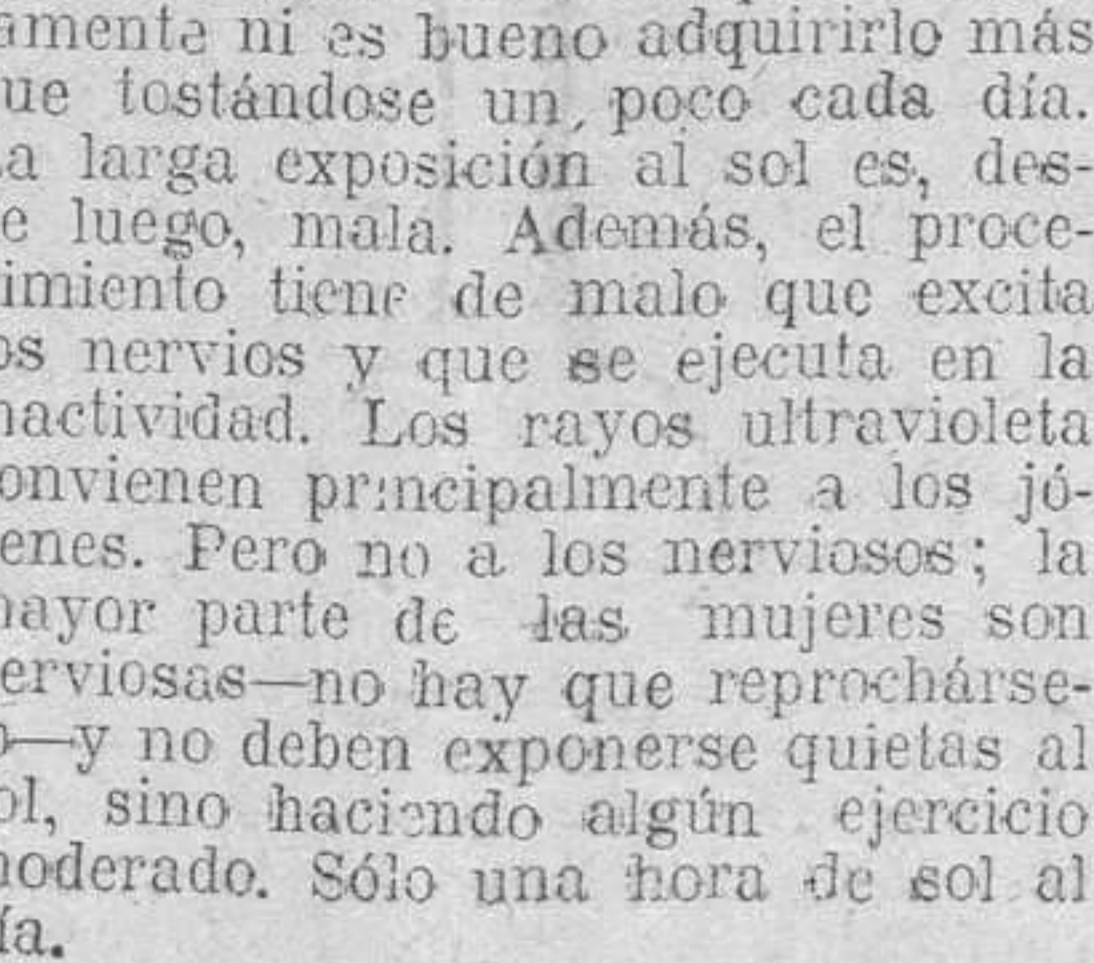 amente ni es bueno adquirirlo más
ue tostándose un poco cada día.
a larga exposición al sol es, des-
e luego, mala. Además, el proce-
imiento tiene de malo que excita
os nervios y que se ejecuta en la
nactividad. Los rayos ultravioleta
onvienen principalmente a los jó-
enes. Pero no a los nerviosos; la
ayor parte de las mujeres son
erviosas—no hay que reprochárse-
o—y no deben exponerse quietas al
ol, sino haciendo algún ejercicio
oderado. Sólo una hora de sol al
ía.